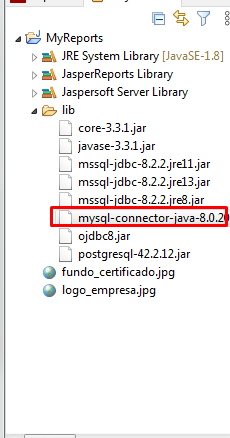 MyReports
JRE System Library [JavaSE-1.8]
JasperReports Library
Jaspersoft Server Library
lib
core-3.3.1.jar
javase-3.3.1.jar
mssql-jdbc-8.2.2.jre11.jar
mssql-jdbc-8.2.2.jre13.jar
mssql-jdbc-8.2.2.jre8.jar
mysql-connector-java-8.0.20
ojdbc8.jar
postgresql-42.2.12.jar
fundo_certificado.jpg
logo_empresa.jpg